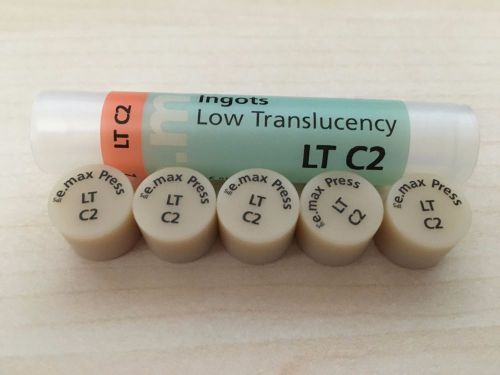 LT C2
.m
Ingots
Low Translucency
LT C2
e.max Press
LT
C2
e.max Press
LT
C2
e.max Press
LT
C2
e.max Press
LT
C2
e.max Press
LT
C2